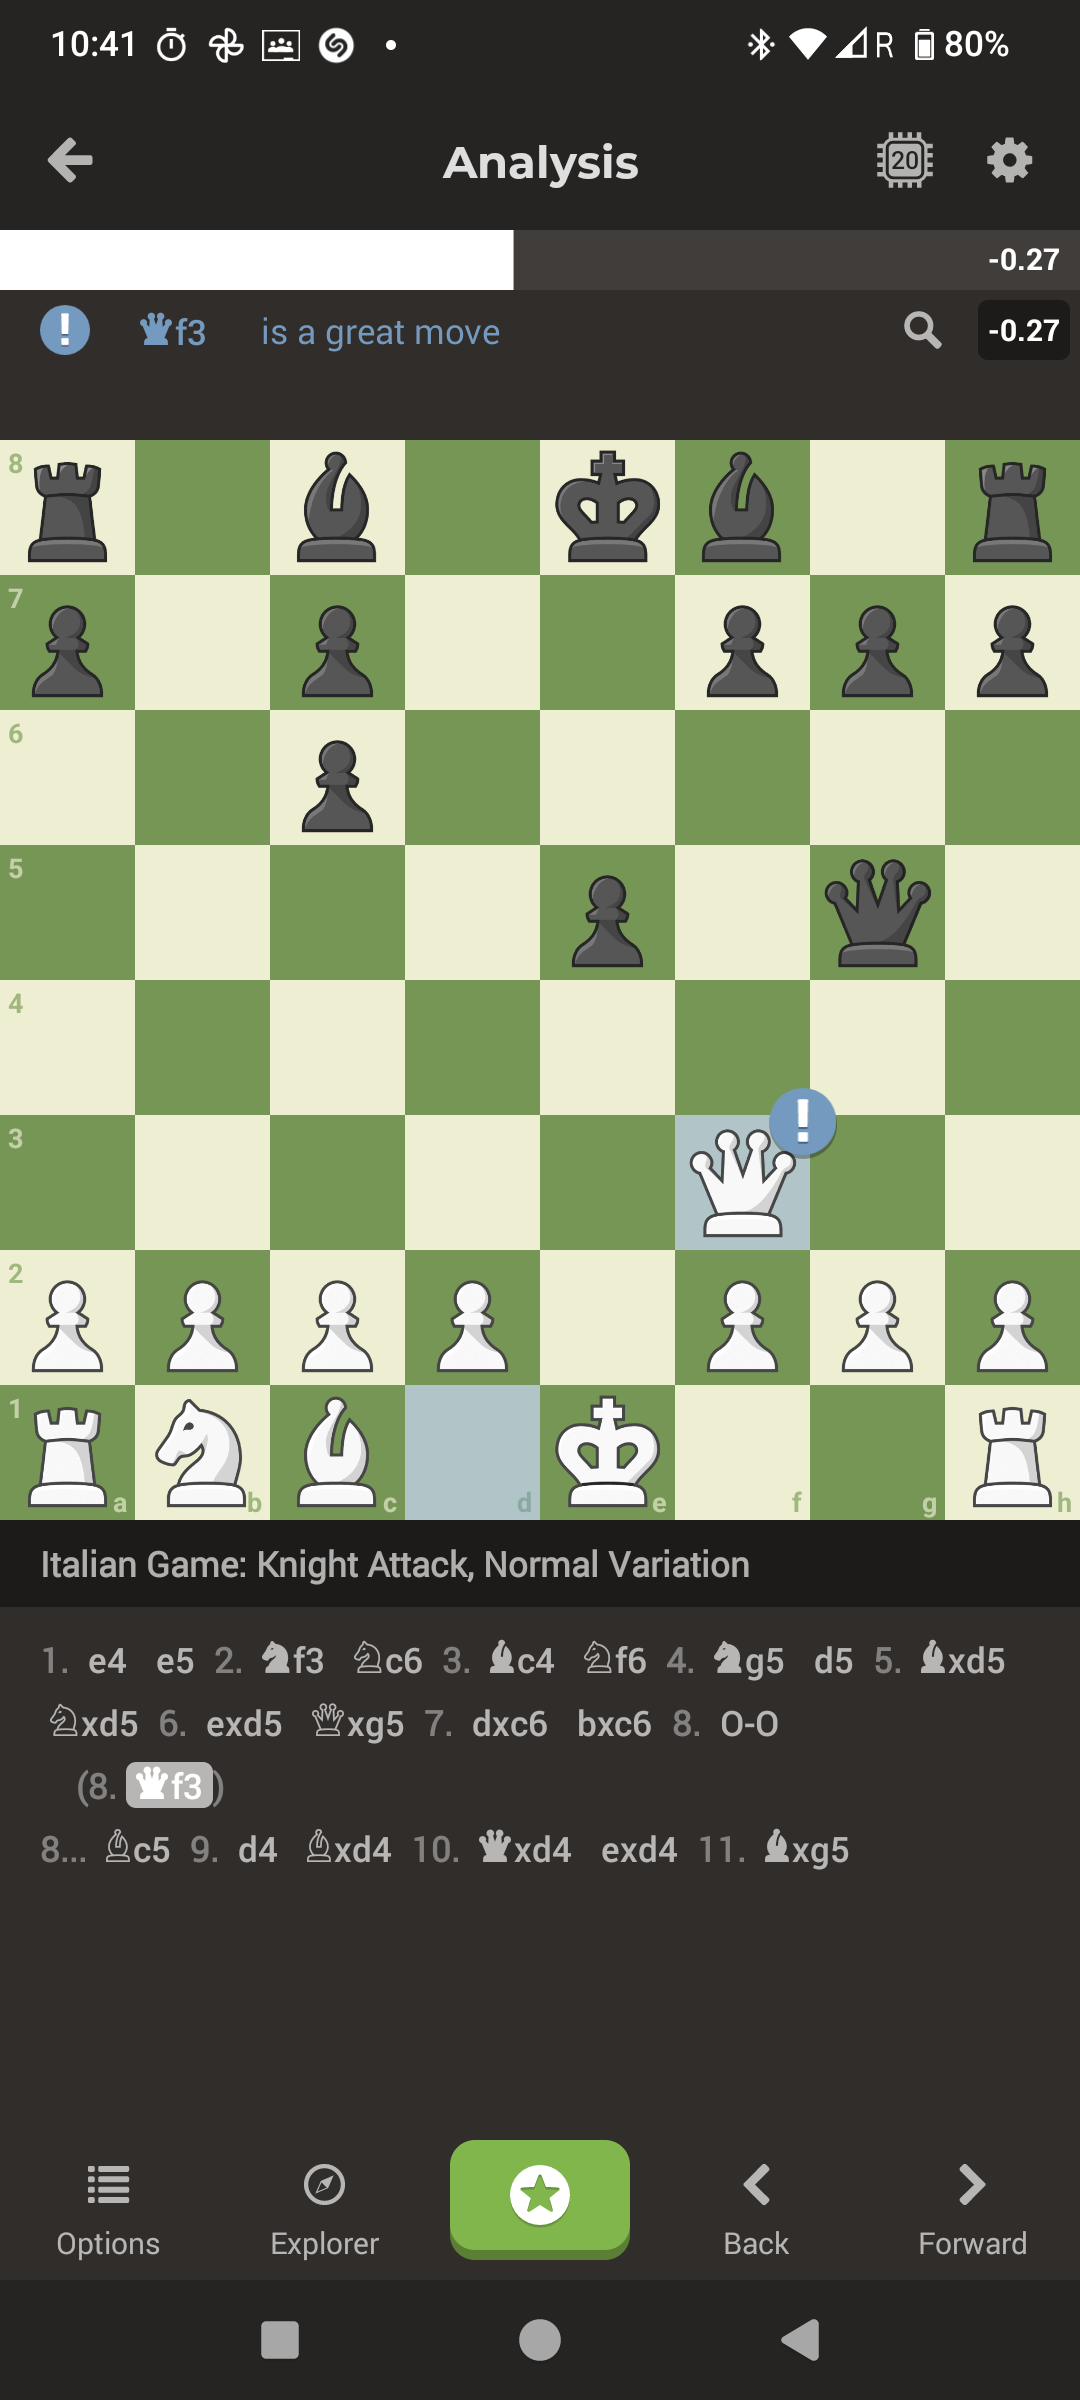 10:41 R 80%
Analysis 20
-0.27
! f3 is a great move -0.27
8
7
6
5
4
!
3
2
1
a b c d e f g h
Italian Game: Knight Attack, Normal Variation
1. e4 e5 2. ♞f3 ♘c6 3. ♝c4 ♘f6 4. ♞g5 d5 5. ♝xd5
♘xd5 6. exd5 ♕xg5 7. dxc6 bxc6 8. O-O
(8. ♛f3)
8... ♗c5 9. d4 ♗xd4 10. ♛xd4 exd4 11. ♝xg5
Options Explorer Back Forward